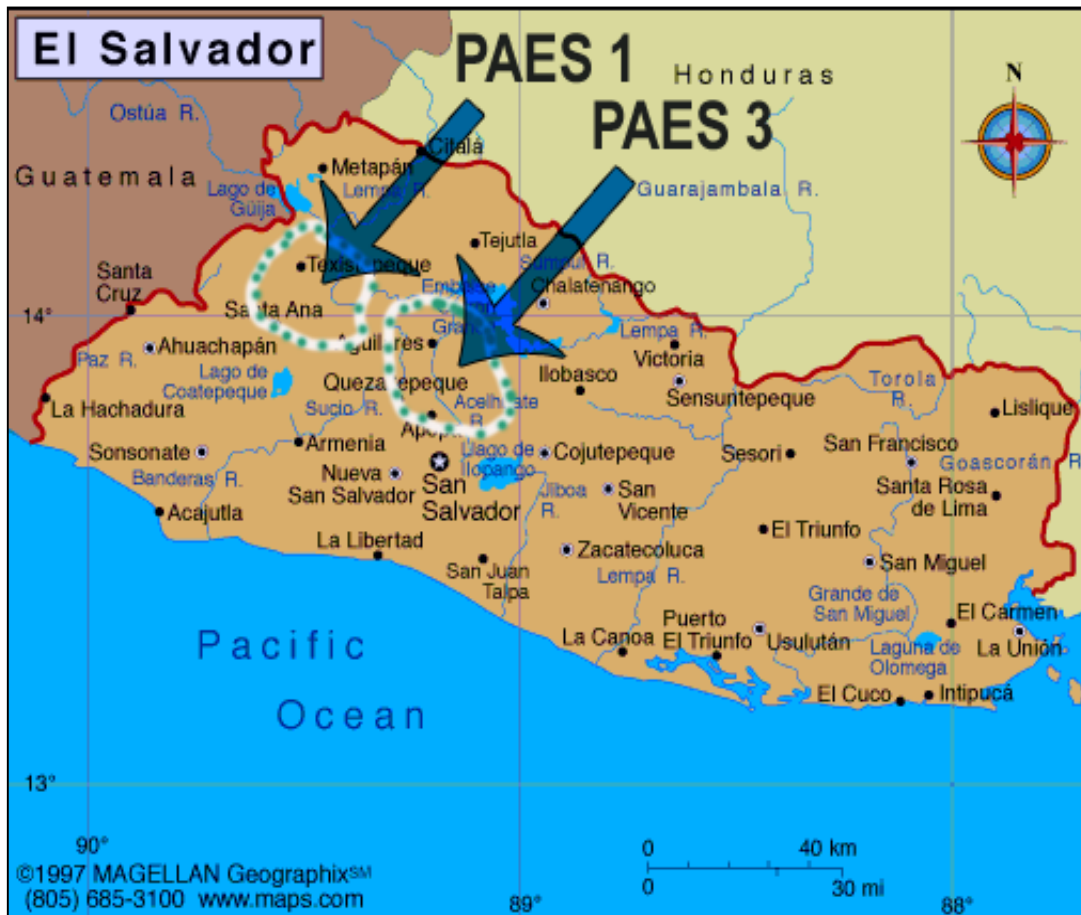 El Salvador
PAES 1
PAES 3
Honduras
N
Ostúa R.
Guatemala
Citalá
Metapán
Lago de
Güija
Lempa R.
Guarajambala R.
Tejutla
Sumpul R.
Santa
Cruz
Chalatenango
Santa Ana
14°
Paz R.
Ahuachapán
Lago de
Coatepeque
Lempa R.
Victoria
Ilobasco
Sensuntepeque
Torola
R.
La Hachadura
Sucio R.
R.
Lislique
Armenia
Sonsonate
Banderas R.
Nueva
San Salvador
San
Salvador
Ilopango
Cojutepeque
Jiboa
R.
San
Vicente
Sesori
San Francisco
Goascorán R
Santa Rosa
de Lima
Acajutla
La Libertad
San Juan
Talpa
Zacatecoluca
Lempa R.
El Triunfo
San Miguel
Grande de
San Miguel
El Carmen
La Unión
Pacific
Ocean
La Canoa
Puerto
El Triunfo
Usulután
Laguna de
Olomega
El Cuco
Intipucá
13°
90°
89°
88°
0 40 km
0 30 mi
©1997 MAGELLAN Geographix℠
(805) 685-3100 www.maps.com